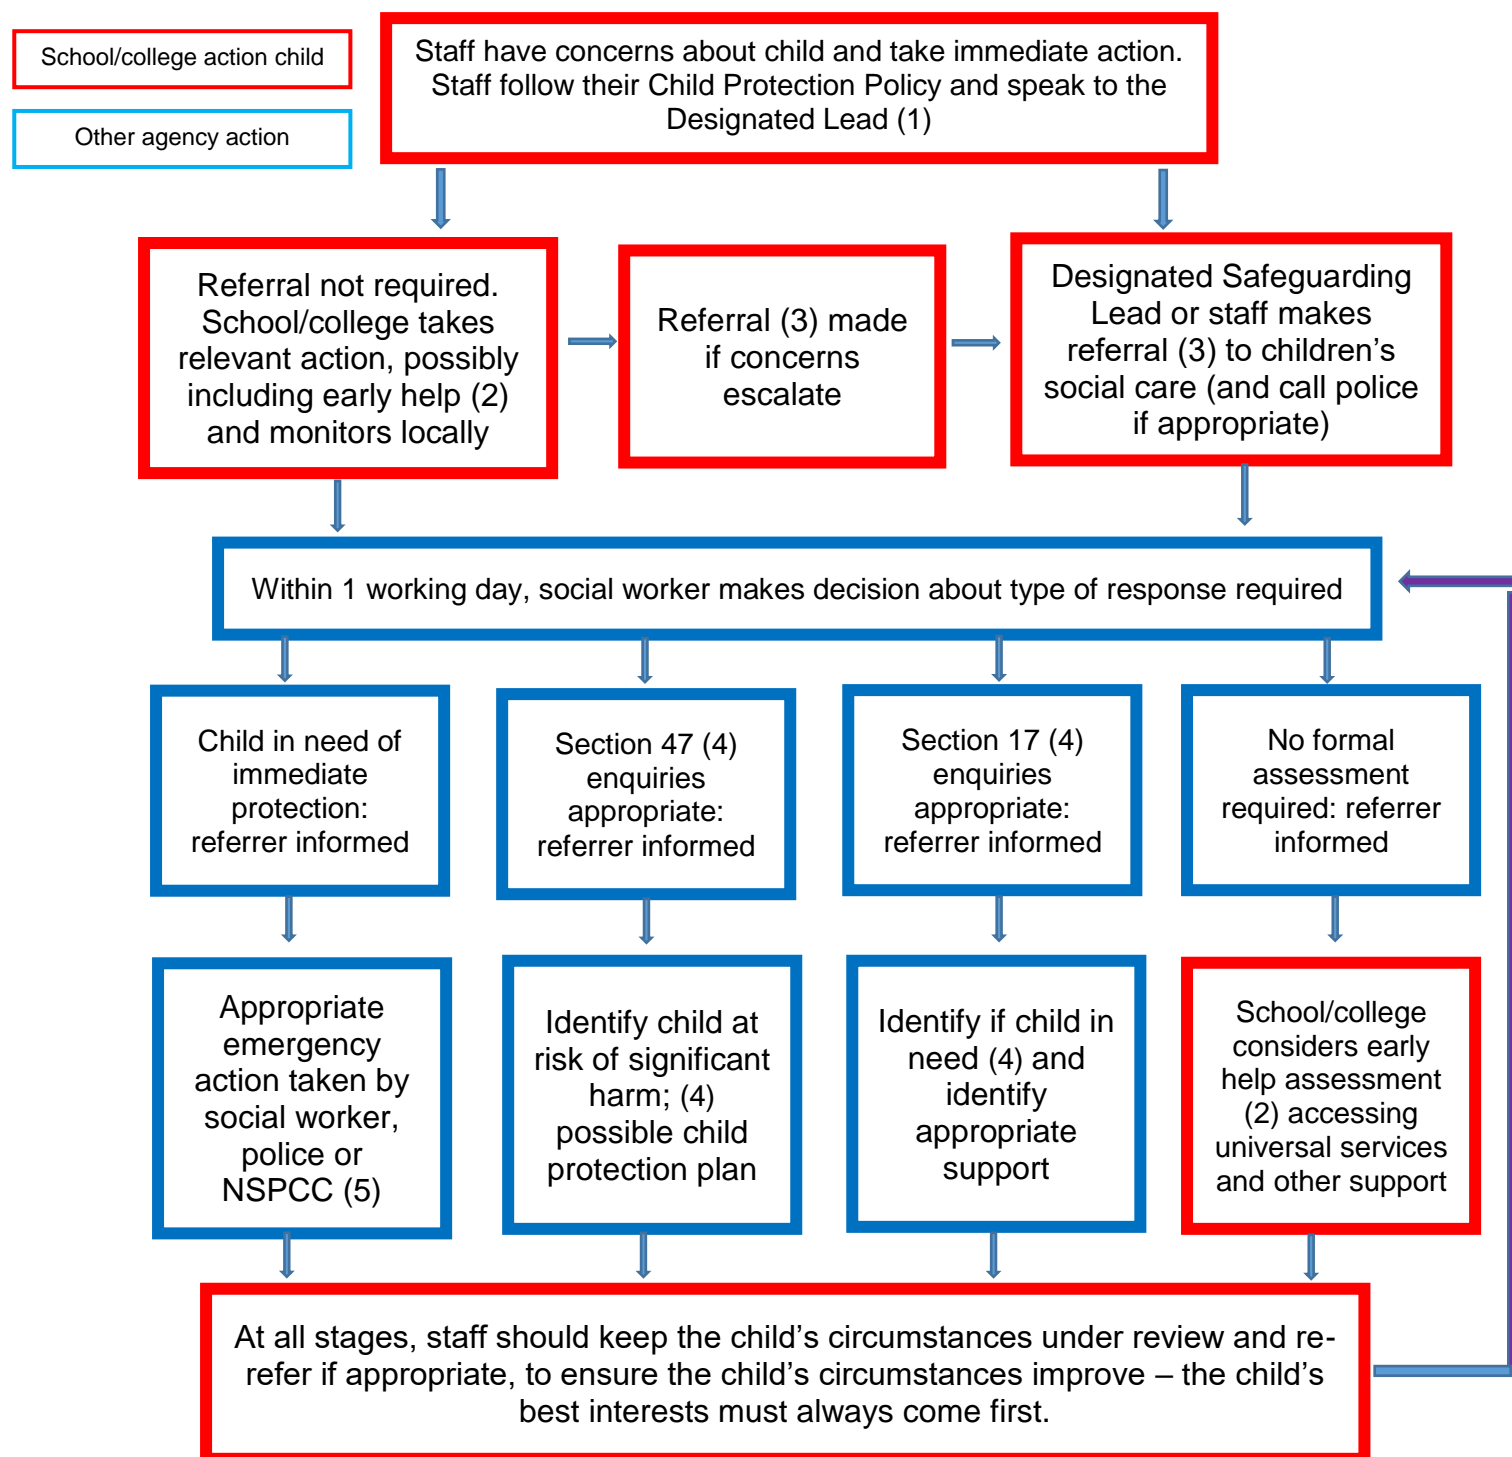 School/college action child
Other agency action
Staff have concerns about child and take immediate action.
Staff follow their Child Protection Policy and speak to the
Designated Lead (1)
Referral not required.
School/college takes
relevant action, possibly
including early help (2)
and monitors locally
Referral (3) made
if concerns
escalate
Designated Safeguarding
Lead or staff makes
referral (3) to children’s
social care (and call police
if appropriate)
Within 1 working day, social worker makes decision about type of response required
Child in need of
immediate
protection:
referrer informed
Section 47 (4)
enquiries
appropriate:
referrer informed
Section 17 (4)
enquiries
appropriate:
referrer informed
No formal
assessment
required: referrer
informed
Appropriate
emergency
action taken by
social worker,
police or
NSPCC (5)
Identify child at
risk of significant
harm; (4)
possible child
protection plan
Identify if child in
need (4) and
identify
appropriate
support
School/college
considers early
help assessment
(2) accessing
universal services
and other support
At all stages, staff should keep the child’s circumstances under review and re-
refer if appropriate, to ensure the child’s circumstances improve – the child’s
best interests must always come first.